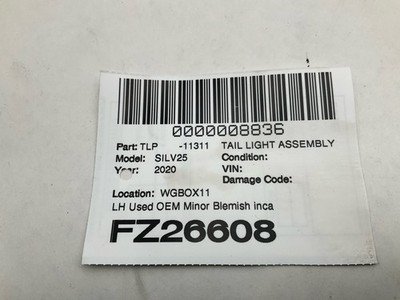 0000008836
Part: TLP -11311 TAIL LIGHT ASSEMBLY
Model: SILV25 Condition:
Year: 2020 VIN:
Damage Code:
Location: WGBOX11
LH Used OEM Minor Blemish inca
FZ26608